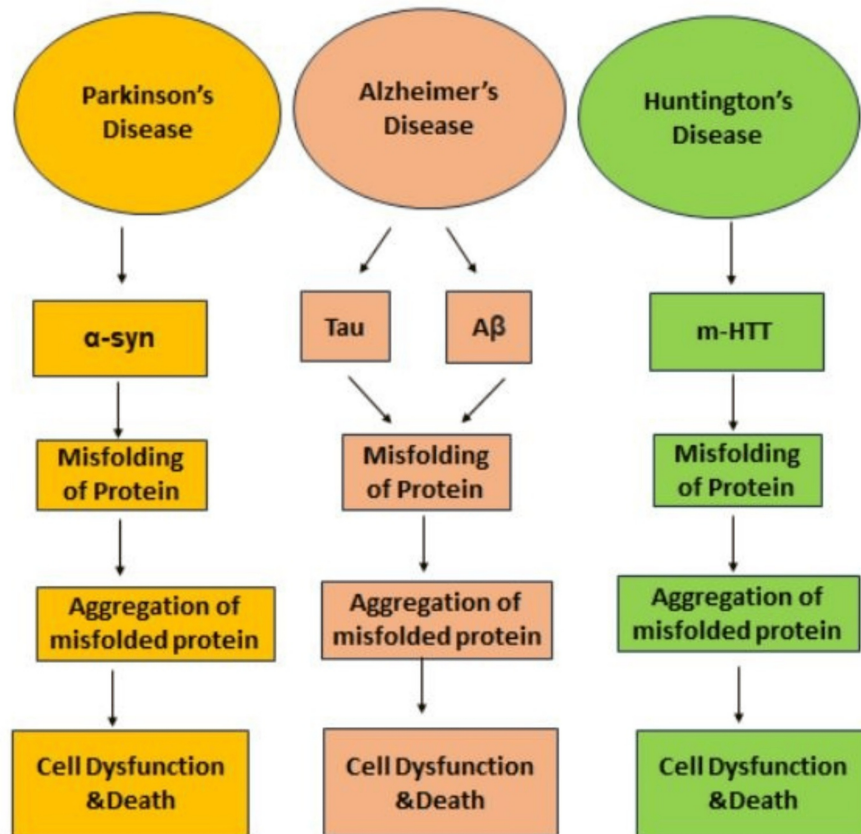 Parkinson's
Disease
Alzheimer's
Disease
Huntington's
Disease
α-syn
Tau
Aβ
m-HTT
Misfolding
of Protein
Misfolding
of Protein
Misfolding
of Protein
Aggregation of
misfolded protein
Aggregation of
misfolded protein
Aggregation of
misfolded protein
Cell Dysfunction
&Death
Cell Dysfunction
&Death
Cell Dysfunction
&Death